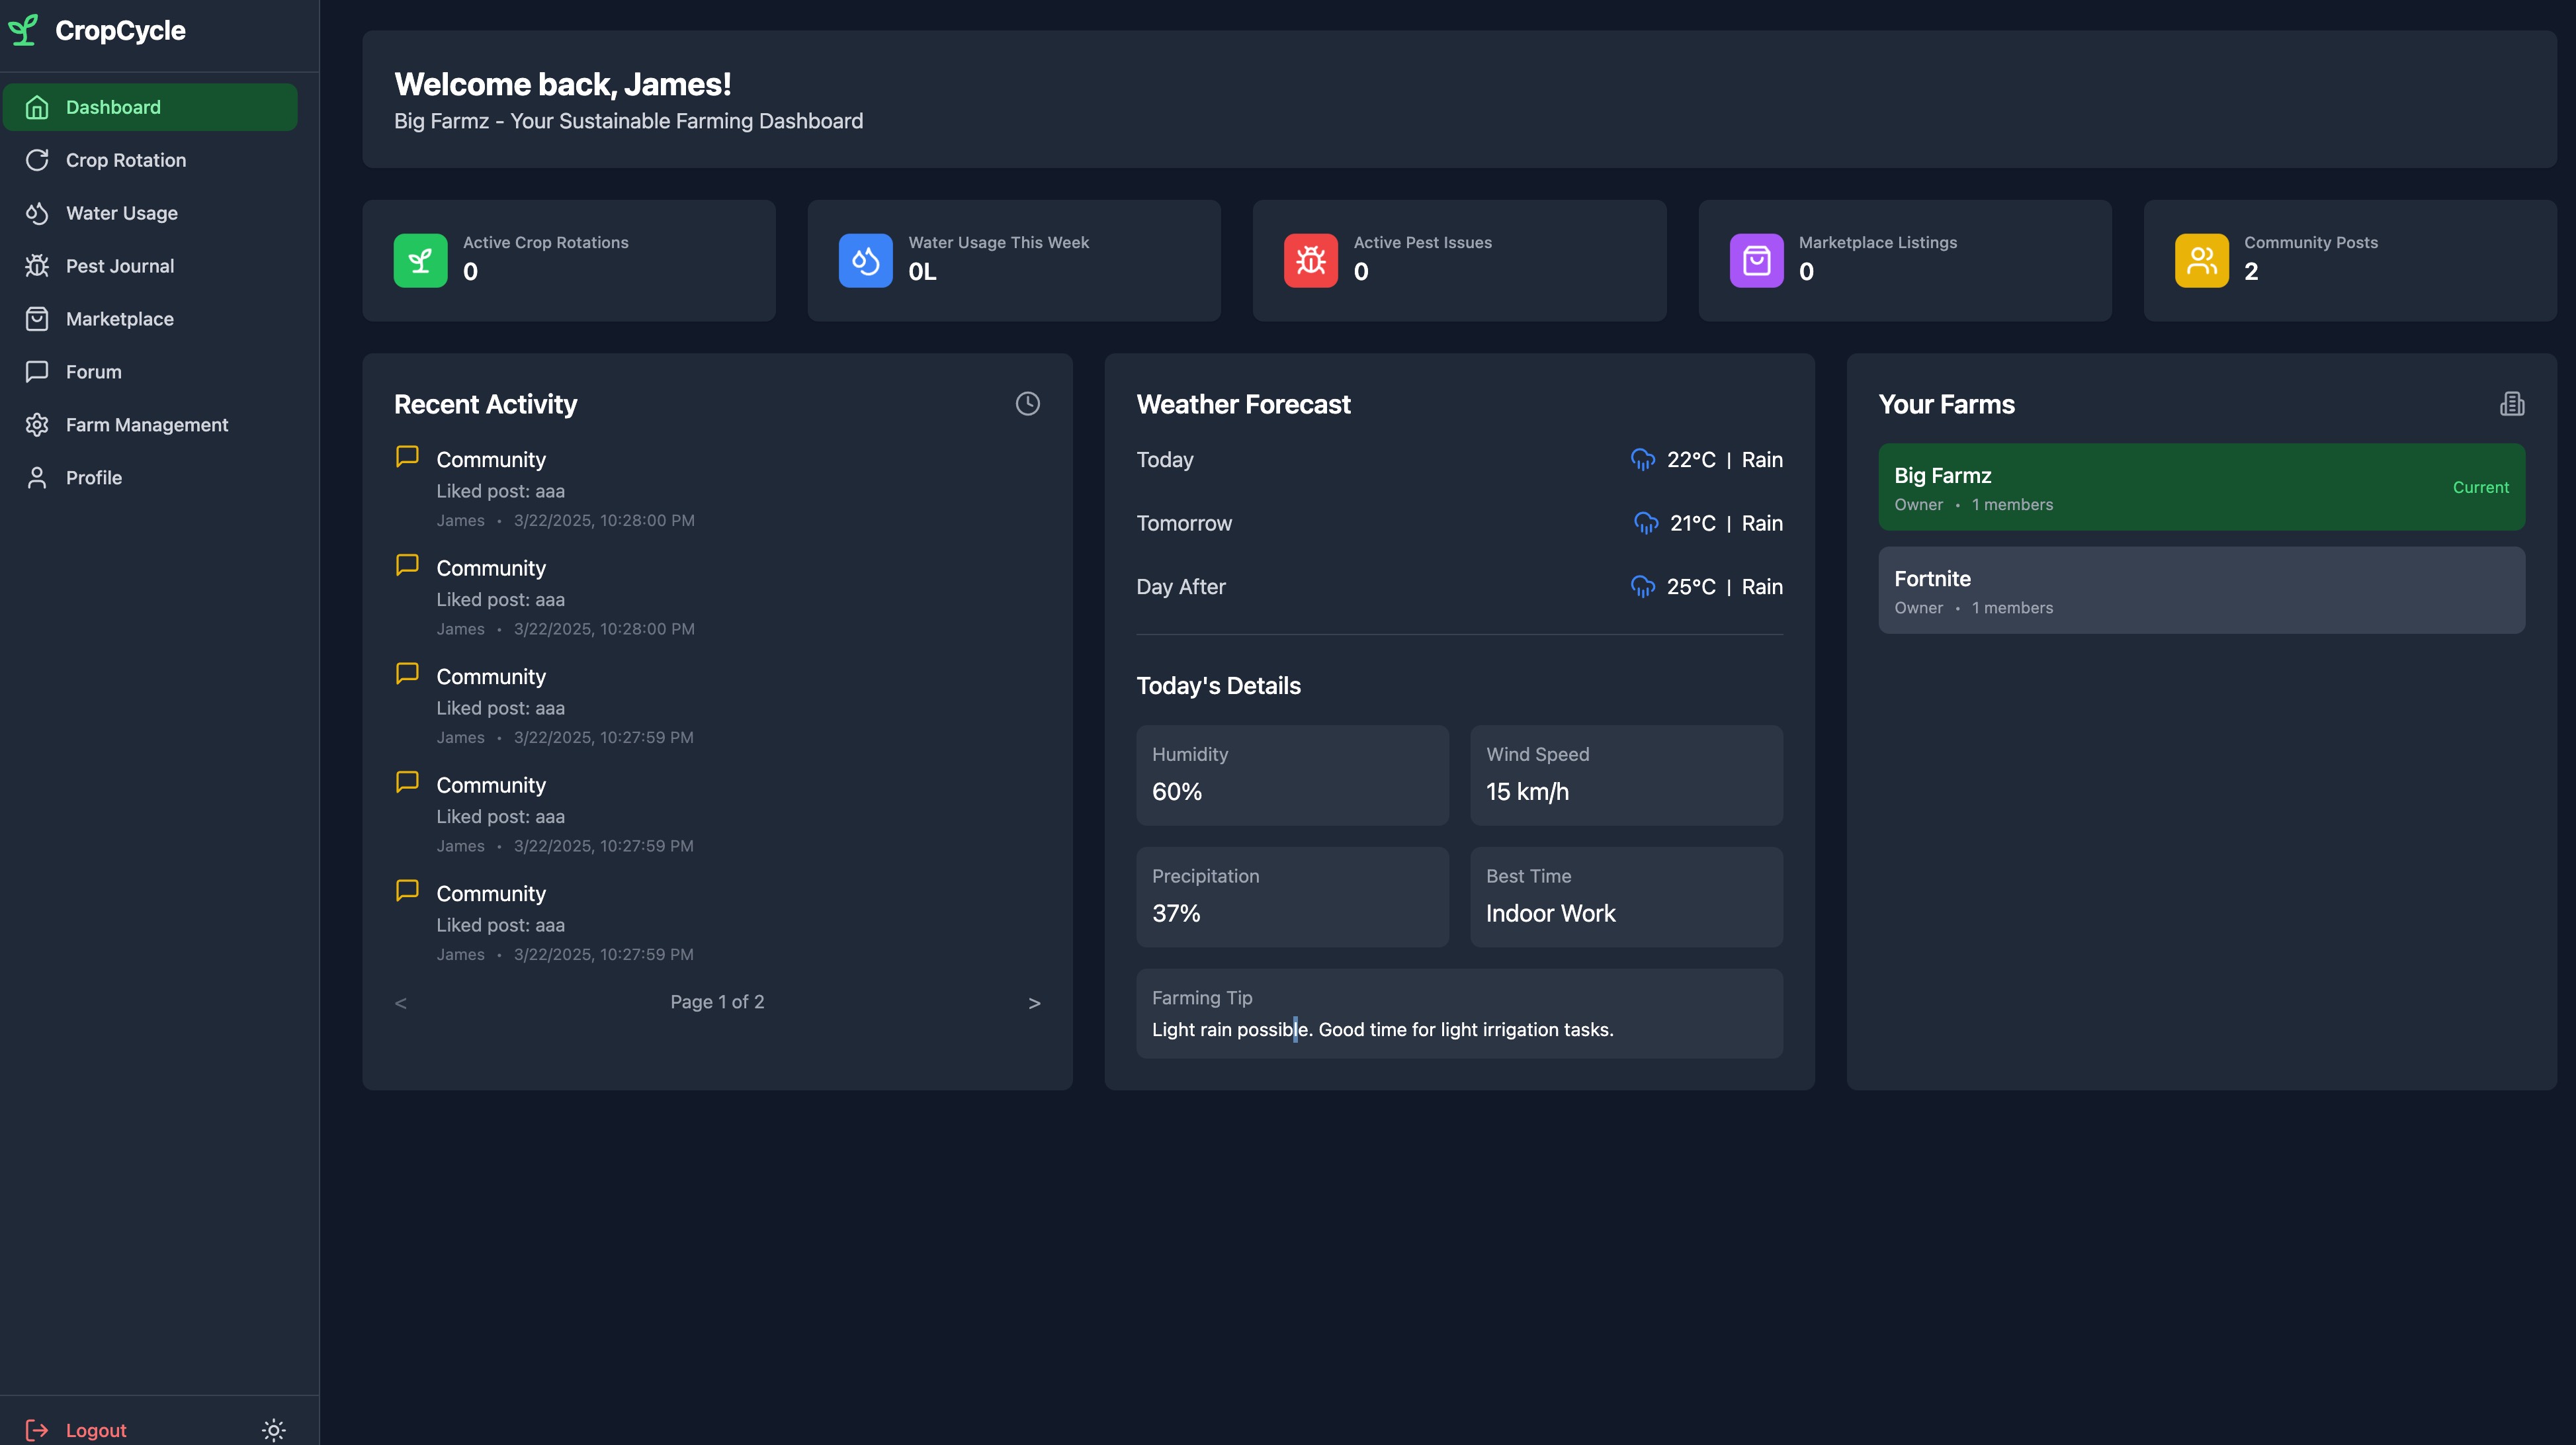 CropCycle
Dashboard
Crop Rotation
Water Usage
Pest Journal
Marketplace
Forum
Farm Management
Profile
Logout
Welcome back, James!
Big Farmz - Your Sustainable Farming Dashboard
Active Crop Rotations
0
Water Usage This Week
0L
Active Pest Issues
0
Marketplace Listings
0
Community Posts
2
Recent Activity
Community
Liked post: aaa
James • 3/22/2025, 10:28:00 PM
Community
Liked post: aaa
James • 3/22/2025, 10:28:00 PM
Community
Liked post: aaa
James • 3/22/2025, 10:27:59 PM
Community
Liked post: aaa
James • 3/22/2025, 10:27:59 PM
Community
Liked post: aaa
James • 3/22/2025, 10:27:59 PM
< Page 1 of 2 >
Weather Forecast
Today 22°C | Rain
Tomorrow 21°C | Rain
Day After 25°C | Rain
Today's Details
Humidity
60%
Wind Speed
15 km/h
Precipitation
37%
Best Time
Indoor Work
Farming Tip
Light rain possible. Good time for light irrigation tasks.
Your Farms
Big Farmz
Owner • 1 members
Current
Fortnite
Owner • 1 members